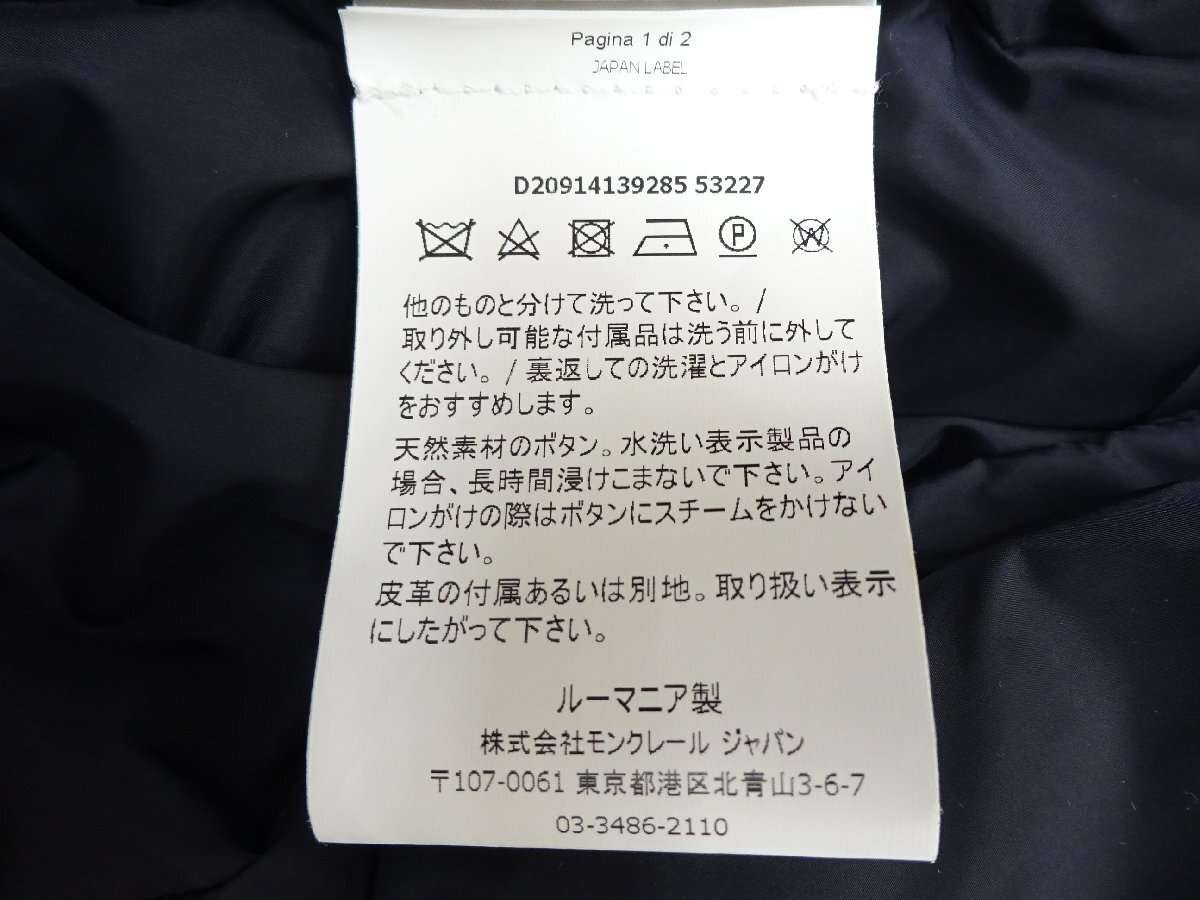 Pagina 1 di 2
JAPAN LABEL
D20914139285 53227
P W
他のものと分けて洗って下さい。/
取り外し可能な付属品は洗う前に外して
ください。/ 裏返しての洗濯とアイロンがけ
をおすすめします。
天然素材のボタン。水洗い表示製品の
場合、長時間浸けこまないで下さい。アイ
ロンがけの際はボタンにスチームをかけない
で下さい。
皮革の付属あるいは別地。取り扱い表示
にしたがって下さい。
ルーマニア製
株式会社モンクレール ジャパン
〒107-0061 東京都港区北青山3-6-7
03-3486-2110